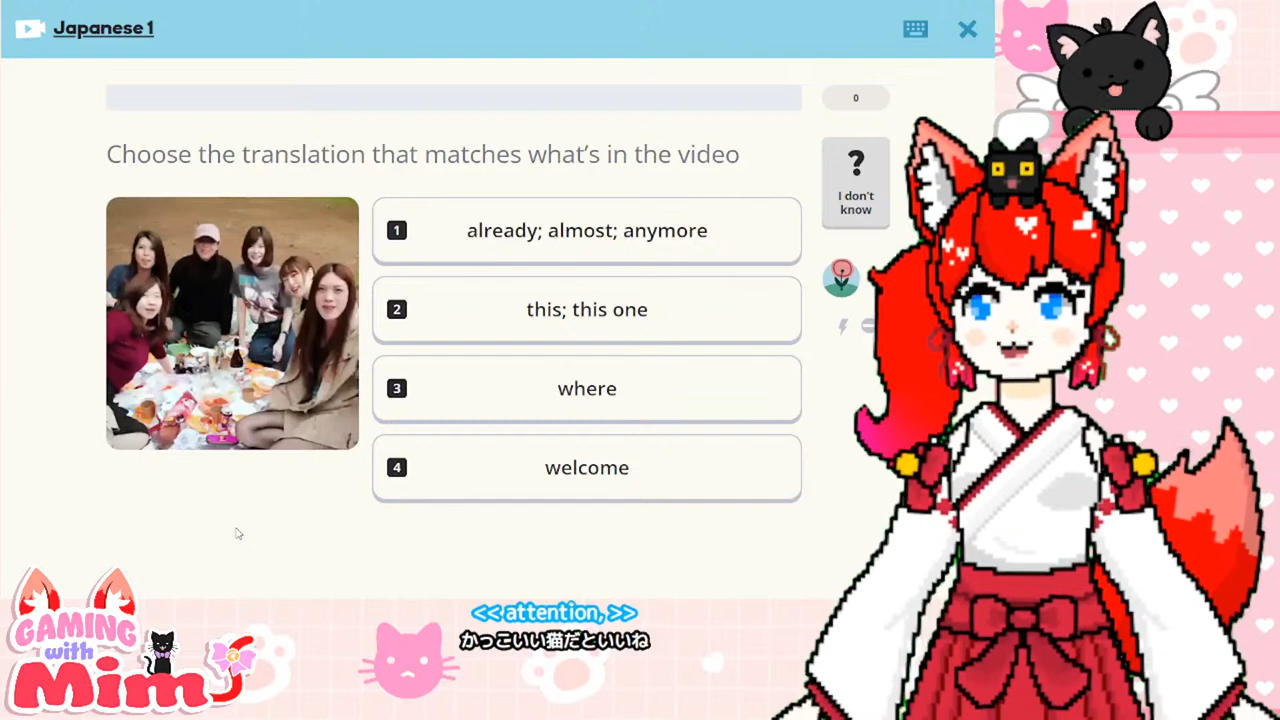 Japanese 1
0
Choose the translation that matches what's in the video
1 already; almost; anymore
2 this; this one
3 where
4 welcome
?
I don't
know
GAMING
with
Mim
<< attention, >>
かっこいい猫だといいね